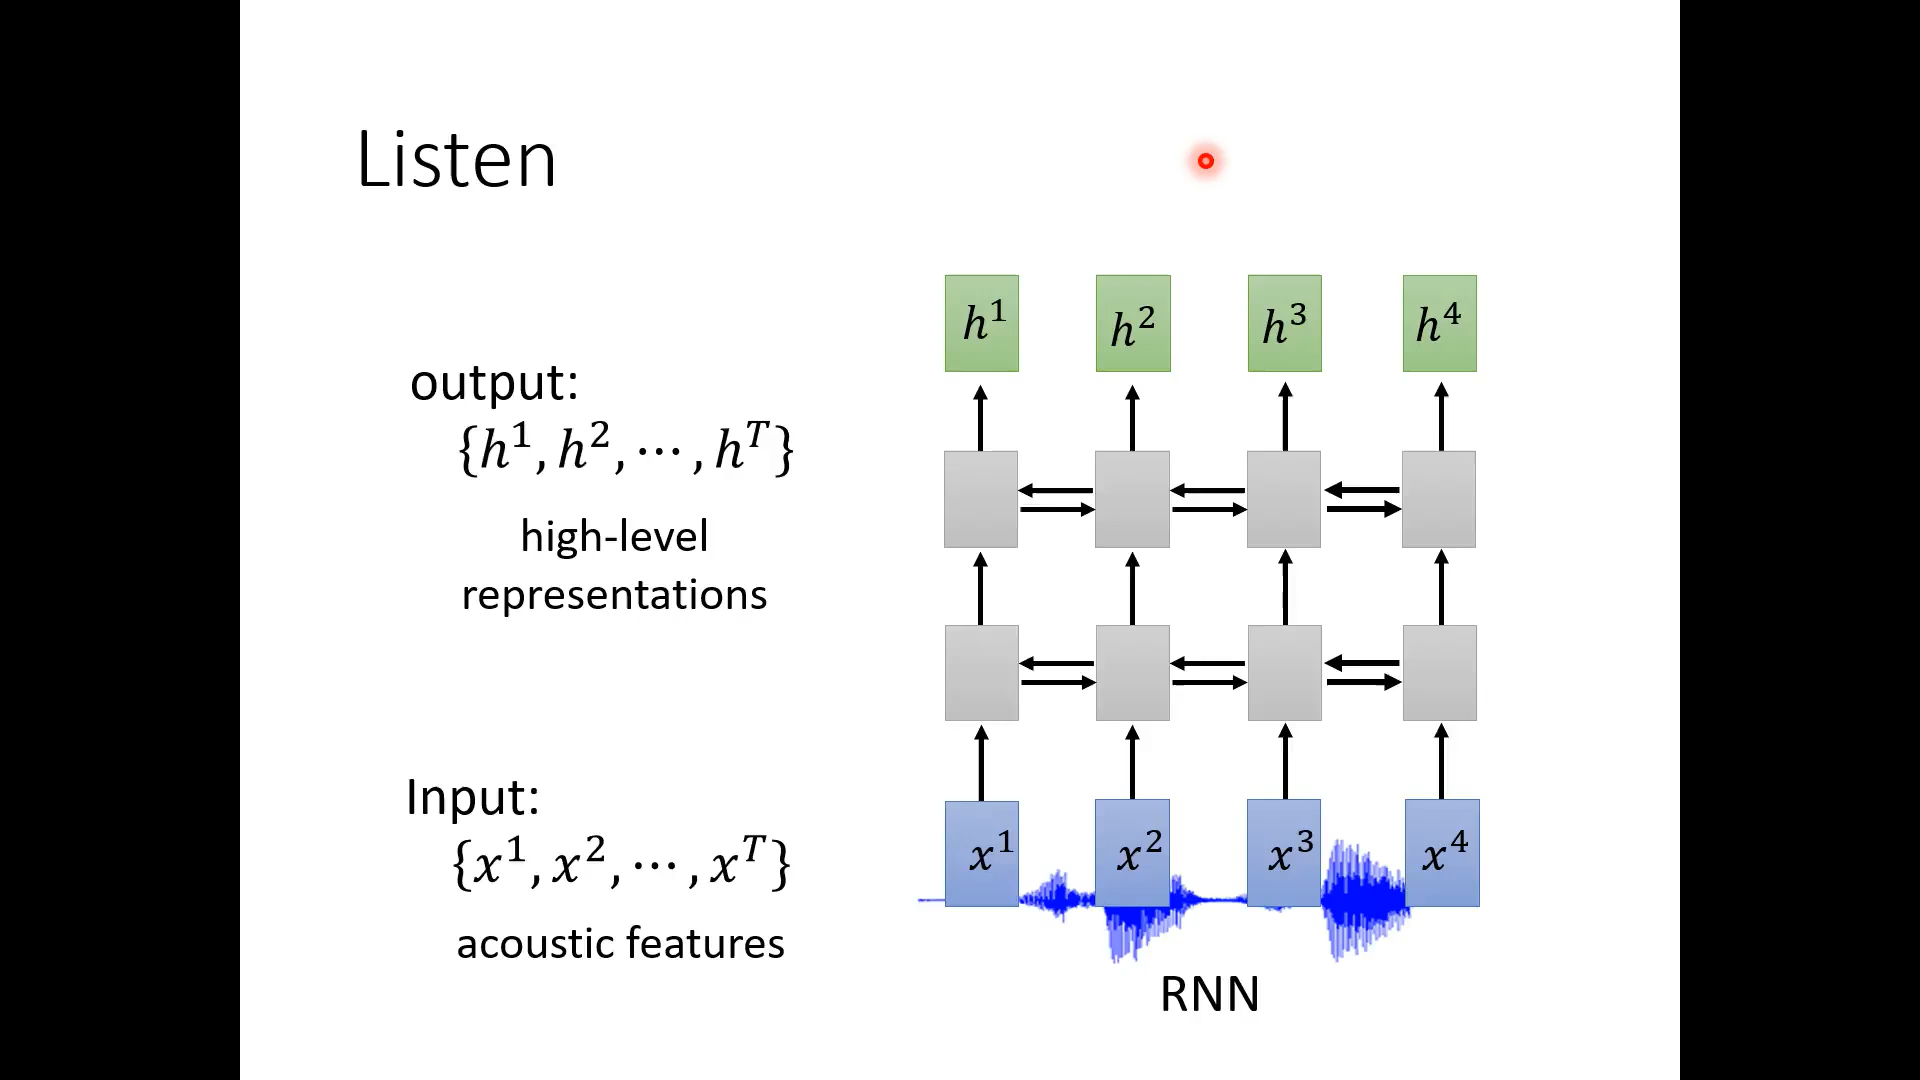 Listen
output:
{h¹, h², ⋯, hᵀ}
high-level
representations
Input:
{x¹, x², ⋯, xᵀ}
acoustic features
h¹ h² h³ h⁴
x¹ x² x³ x⁴
RNN